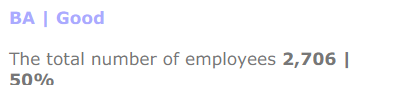 BA | Good
The total number of employees 2,706 |
50%